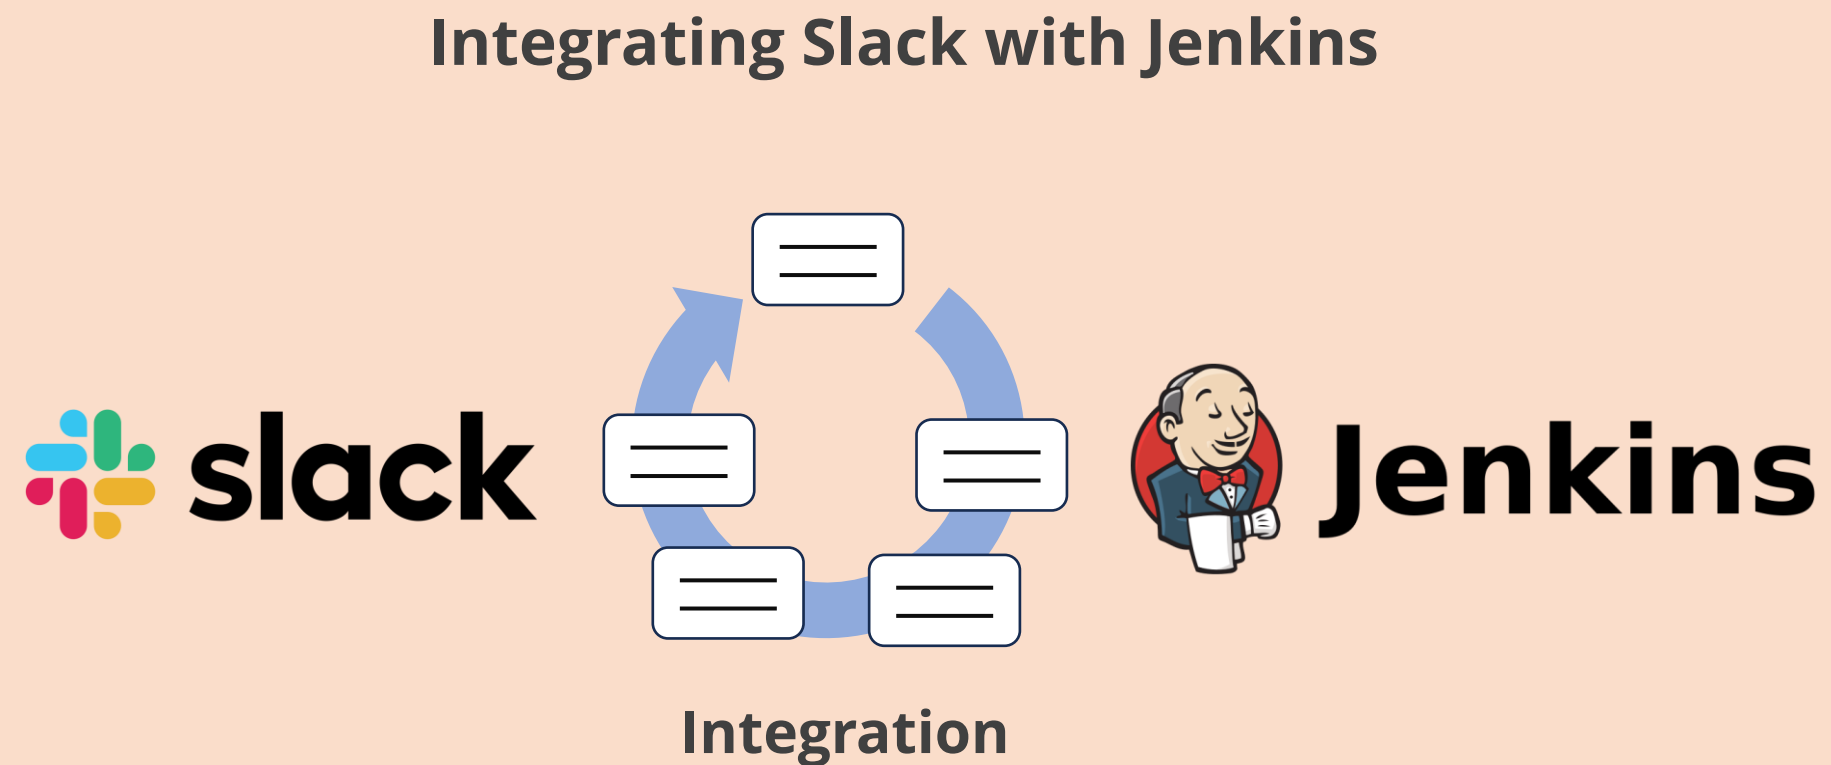 Integrating Slack with Jenkins
slack
Jenkins
Integration